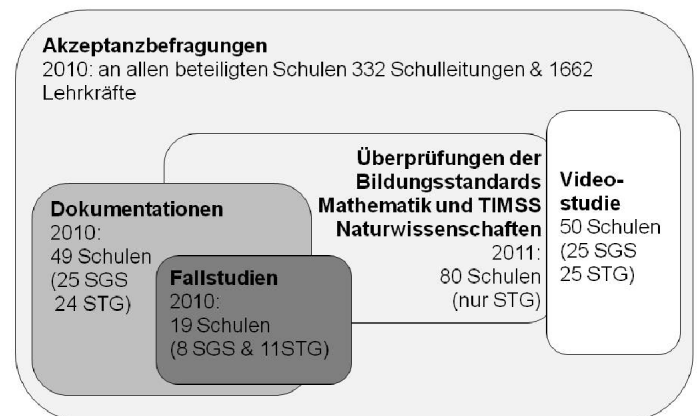 Akzeptanzbefragungen
2010: an allen beteiligten Schulen 332 Schulleitungen & 1662
Lehrkräfte
Überprüfungen der
Bildungsstandards
Mathematik und TIMSS
Naturwissenschaften
2011:
80 Schulen
(nur STG)
Video-
studie
50 Schulen
(25 SGS
25 STG)
Dokumentationen
2010:
49 Schulen
(25 SGS
24 STG)
Fallstudien
2010:
19 Schulen
(8 SGS & 11STG)